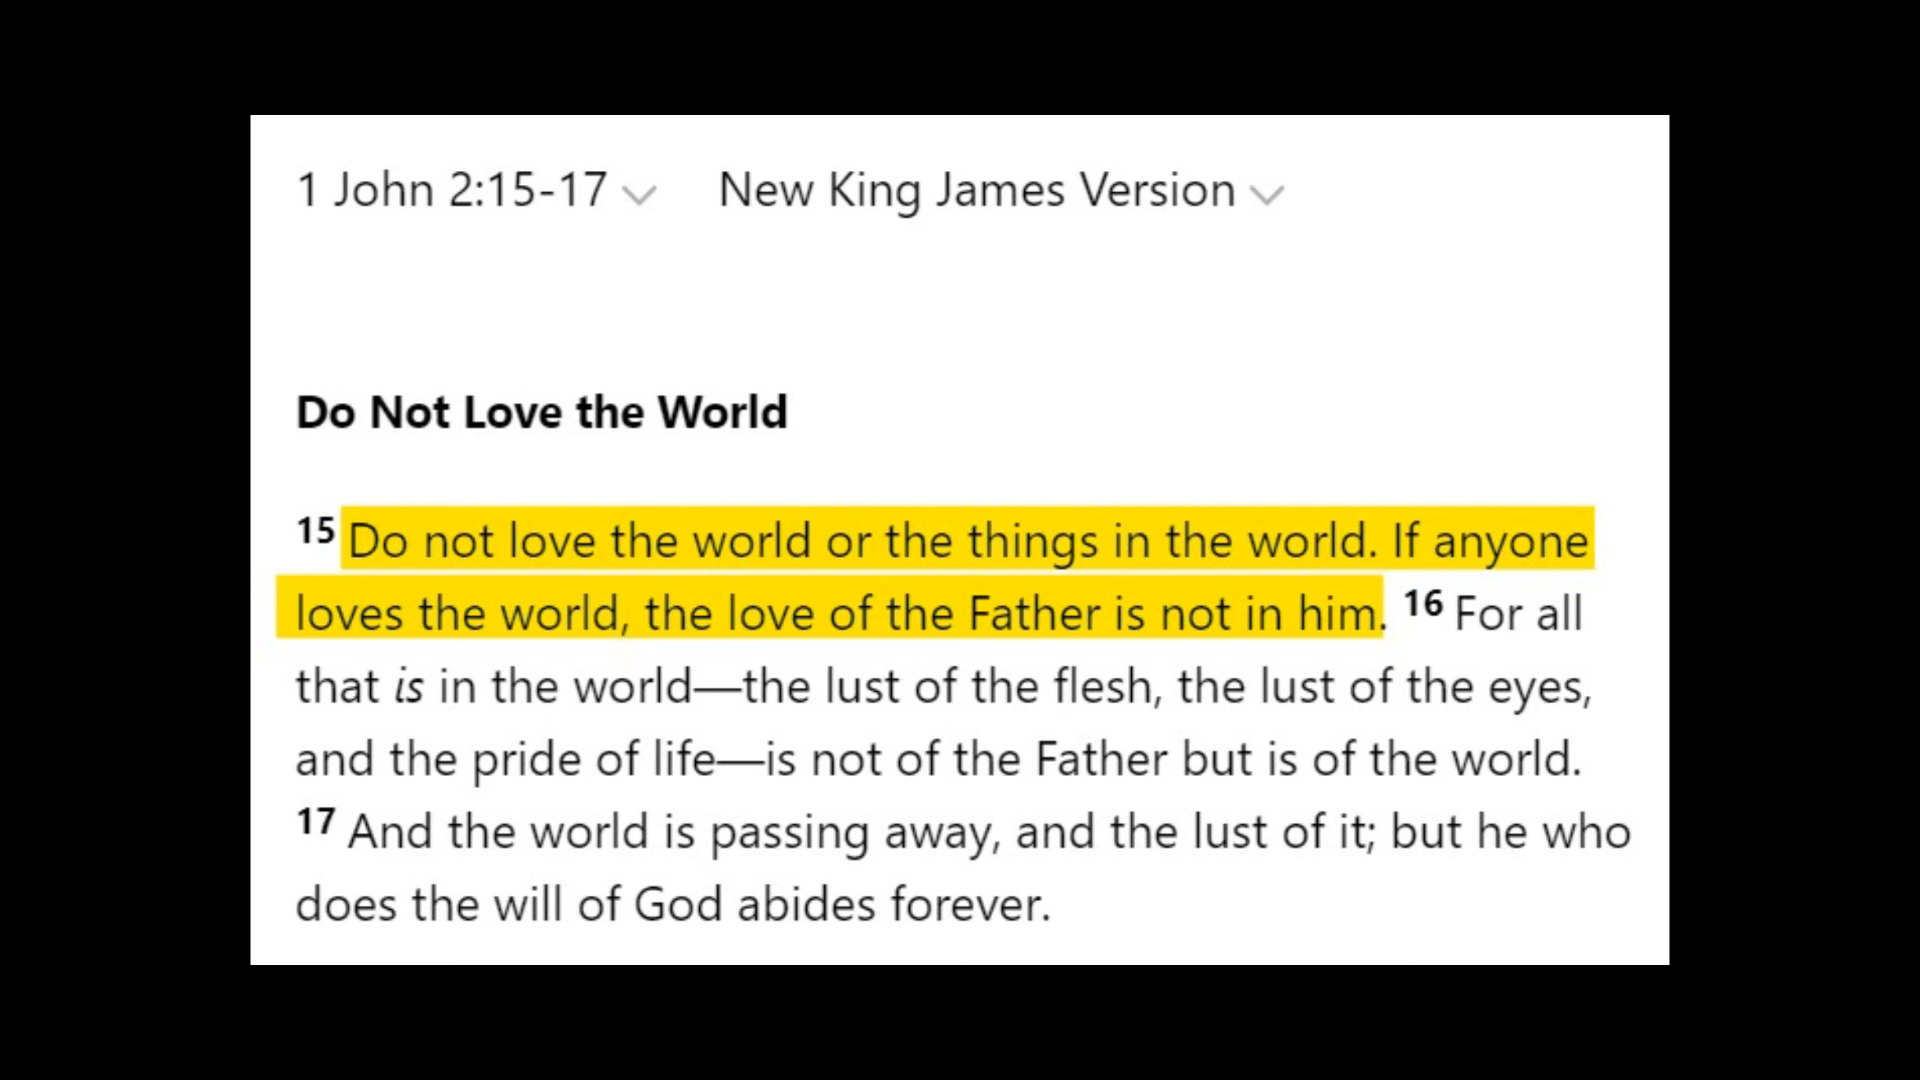 1 John 2:15-17 New King James Version
Do Not Love the World
15 Do not love the world or the things in the world. If anyone
loves the world, the love of the Father is not in him. 16 For all
that is in the world—the lust of the flesh, the lust of the eyes,
and the pride of life—is not of the Father but is of the world.
17 And the world is passing away, and the lust of it; but he who
does the will of God abides forever.